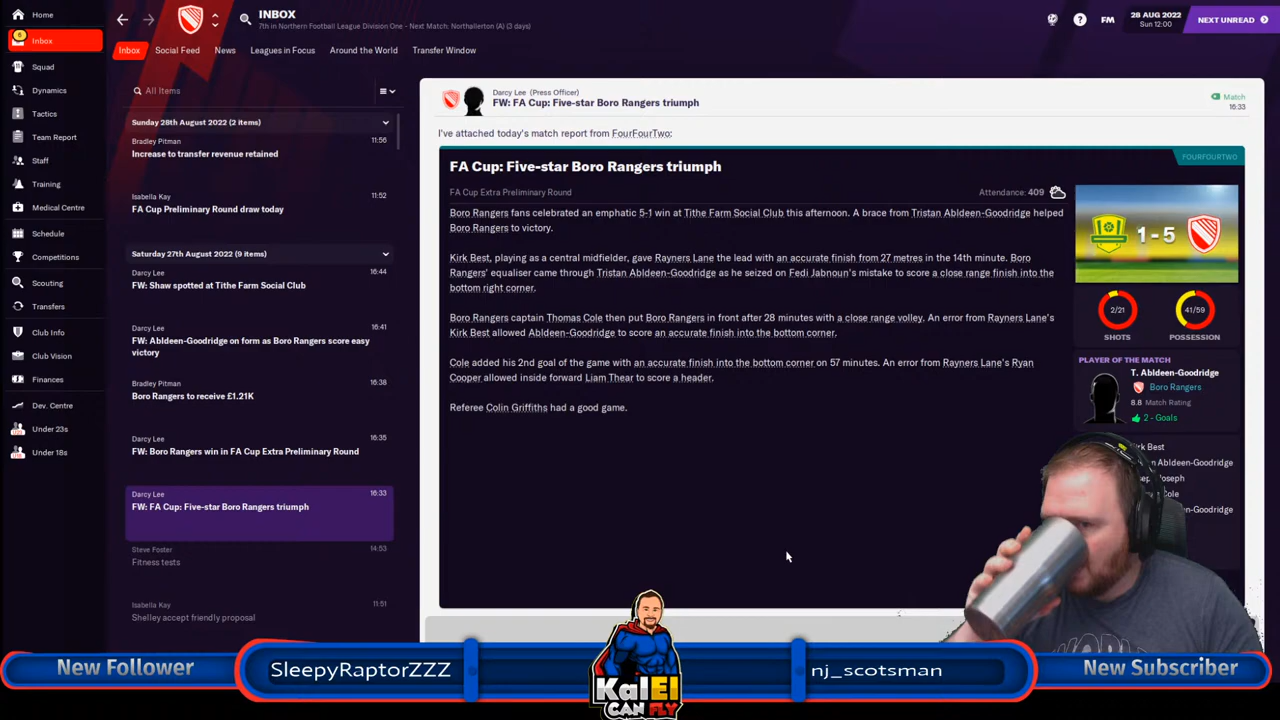 Home
6
Inbox
Squad
Dynamics
Tactics
Team Report
Staff
Training
Medical Centre
Schedule
Competitions
Scouting
Transfers
Club Info
Club Vision
Finances
Dev. Centre
Under 23s
Under 18s
INBOX
7th in Northern Football League Division One - Next Match: Northallerton (A) (3 days)
FM
28 AUG 2022
Sun 12:00
NEXT UNREAD
Inbox
Social Feed
News
Leagues in Focus
Around the World
Transfer Window
All Items
Sunday 28th August 2022 (2 items)
Bradley Pitman 11:56
Increase to transfer revenue retained
Isabella Kay 11:52
FA Cup Preliminary Round draw today
Saturday 27th August 2022 (9 items)
Darcy Lee 16:44
FW: Shaw spotted at Tithe Farm Social Club
Darcy Lee 16:41
FW: Abldeen-Goodridge on form as Boro Rangers score easy
victory
Bradley Pitman 16:38
Boro Rangers to receive £1.21K
Darcy Lee 16:35
FW: Boro Rangers win in FA Cup Extra Preliminary Round
Darcy Lee 16:33
FW: FA Cup: Five-star Boro Rangers triumph
Steve Foster 14:53
Fitness tests
Isabella Kay 11:51
Shelley accept friendly proposal
Darcy Lee (Press Officer)
FW: FA Cup: Five-star Boro Rangers triumph
Match
16:33
I've attached today's match report from FourFourTwo:
FA Cup: Five-star Boro Rangers triumph
FOURFOURTWO
FA Cup Extra Preliminary Round
Attendance: 409
Boro Rangers fans celebrated an emphatic 5-1 win at Tithe Farm Social Club this afternoon. A brace from Tristan Abldeen-Goodridge helped
Boro Rangers to victory.
Kirk Best, playing as a central midfielder, gave Rayners Lane the lead with an accurate finish from 27 metres in the 14th minute. Boro
Rangers' equaliser came through Tristan Abldeen-Goodridge as he seized on Fedi Jabnoun's mistake to score a close range finish into the
bottom right corner.
Boro Rangers captain Thomas Cole then put Boro Rangers in front after 28 minutes with a close range volley. An error from Rayners Lane's
Kirk Best allowed Abldeen-Goodridge to score an accurate finish into the bottom corner.
Cole added his 2nd goal of the game with an accurate finish into the bottom corner on 57 minutes. An error from Rayners Lane's Ryan
Cooper allowed inside forward Liam Thear to score a header.
Referee Colin Griffiths had a good game.
1-5
2/21
SHOTS
41/59
POSSESSION
PLAYER OF THE MATCH
T. Abldeen-Goodridge
Boro Rangers
8.8 Match Rating
2 - Goals
irk Best
n Abldeen-Goodridge
Joseph
Cole
deen-Goodridge
New Follower
SleepyRaptorZZZ
KalEl
CAN FLY
nj_scotsman
New Subscriber